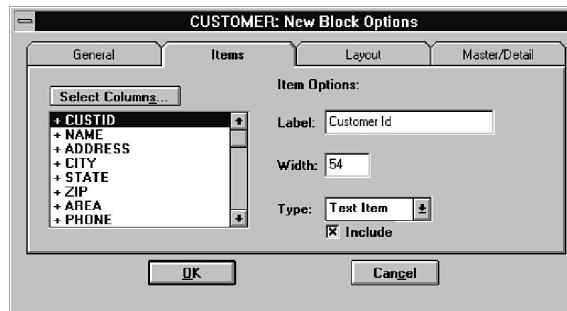 CUSTOMER: New Block Options
General Items Layout Master/Detail
Select Columns...
+ CUSTID
+ NAME
+ ADDRESS
+ CITY
+ STATE
+ ZIP
+ AREA
+ PHONE
Item Options:
Label: Customer Id
Width: 54
Type: Text Item
Include
OK Cancel